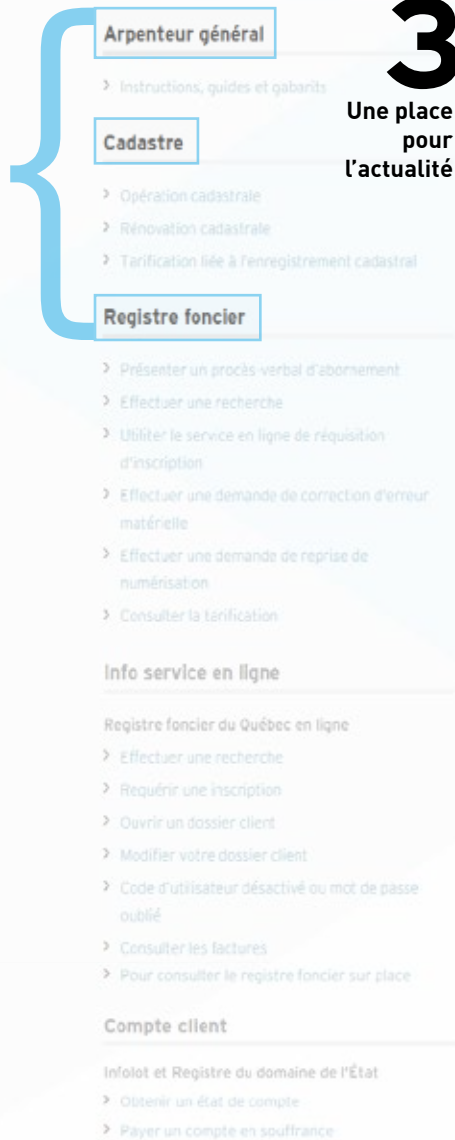 Arpenteur général
> Instructions, guides et gabarits
3
Une place
pour
l'actualité
Cadastre
> Opération cadastrale
> Rénovation cadastrale
> Tarification liée à l'enregistrement cadastral
Registre foncier
> Présenter un procès-verbal d'abornement
> Effectuer une recherche
> Utiliter le service en ligne de réquisition
d'inscription
> Effectuer une demande de correction d'erreur
matérielle
> Effectuer une demande de reprise de
numérisation
> Consulter la tarification
Info service en ligne
Registre foncier du Québec en ligne
> Effectuer une recherche
> Requérir une inscription
> Ouvrir un dossier client
> Modifier votre dossier client
> Code d'utilisateur désactivé ou mot de passe
oublié
> Consulter les factures
> Pour consulter le registre foncier sur place
Compte client
Infolot et Registre du domaine de l'État
> Obtenir un état de compte
> Payer un compte en souffrance